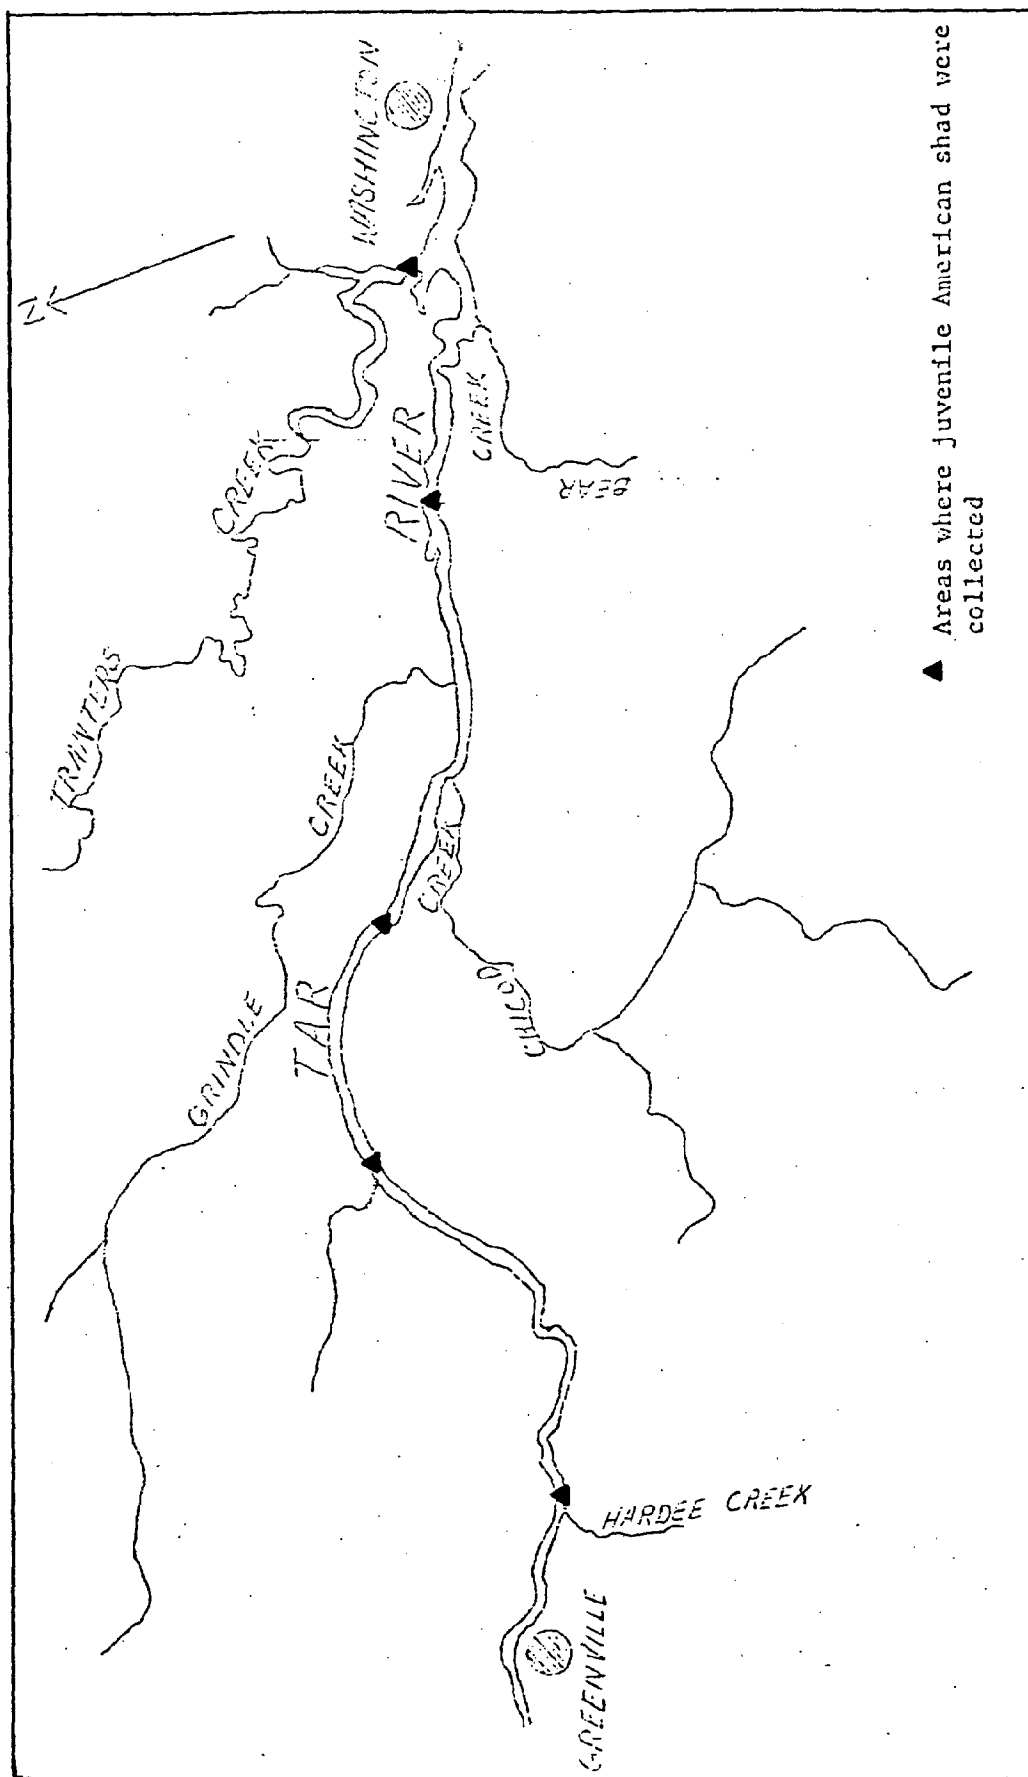 N
WASHINGTON
TRANTERS
CREEK
RIVER
CREEK
BEAR
GRINDLE
CREEK
TAR
CREEK
CHICOD
HARDEE CREEK
GREENVILLE
▲ Areas where juvenile American shad were
collected